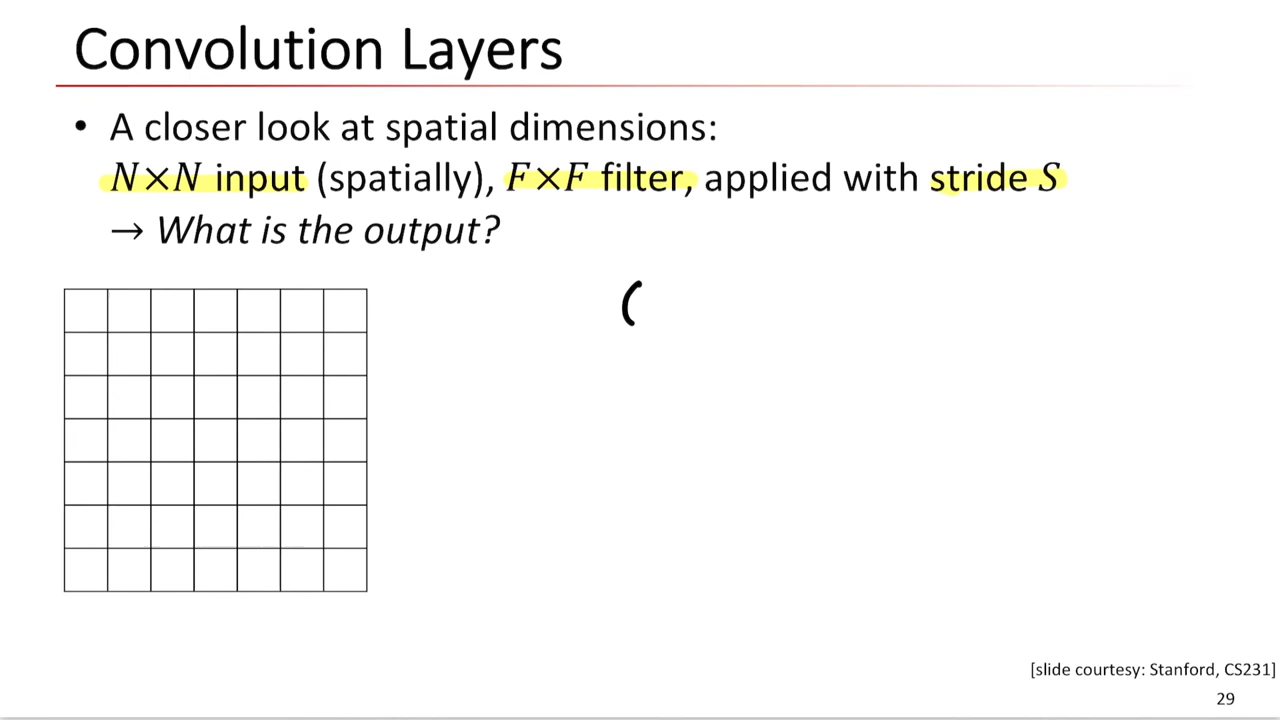 Convolution Layers
• A closer look at spatial dimensions:
N×N input (spatially), F×F filter, applied with stride S
→ What is the output?
(
[slide courtesy: Stanford, CS231]
29